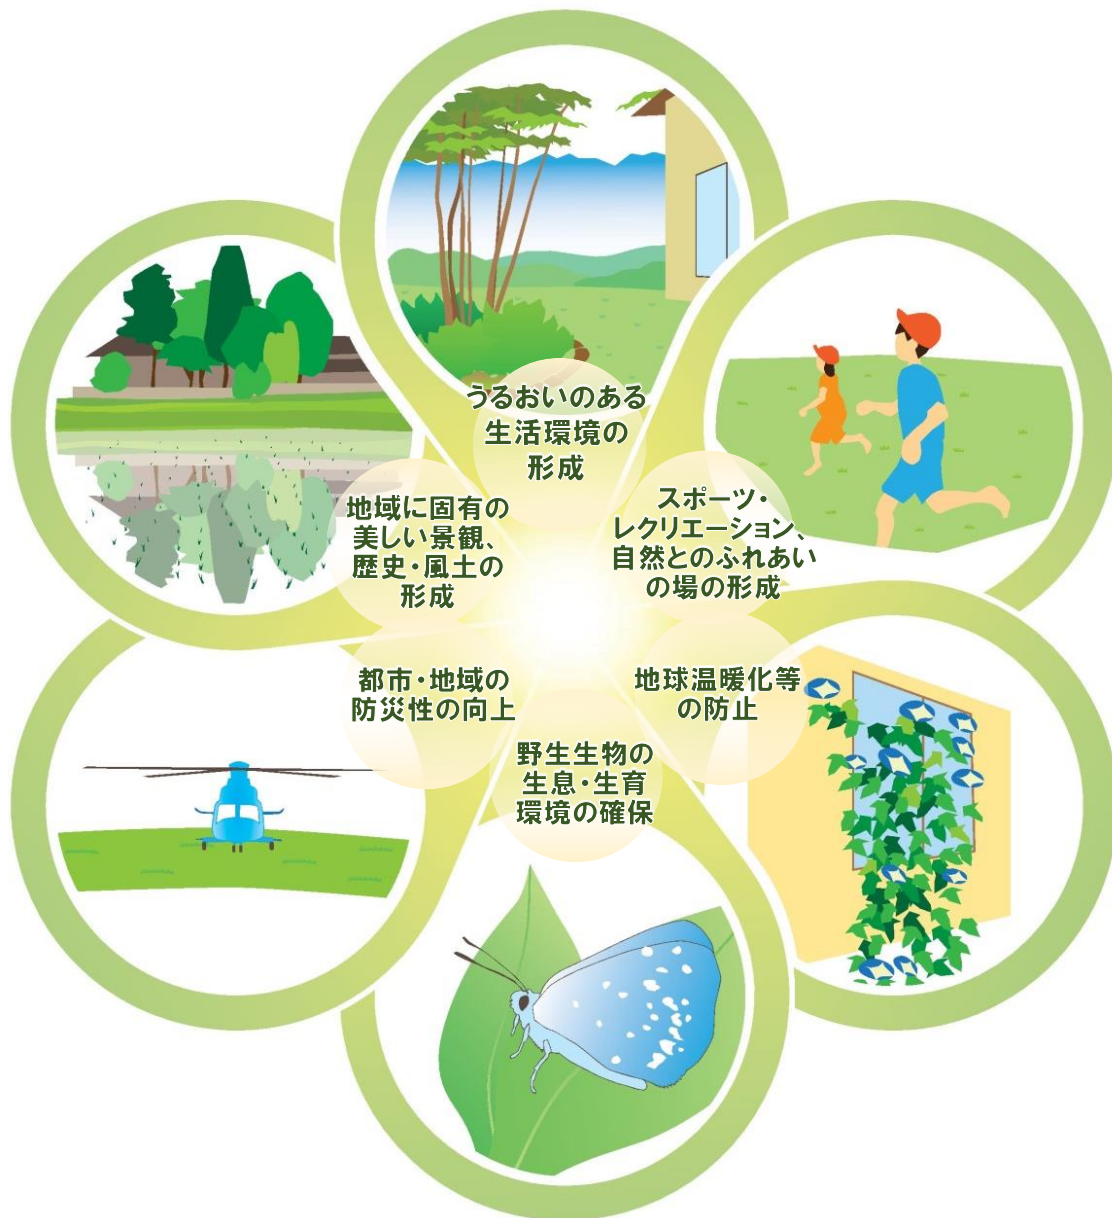 うるおいのある
生活環境の
形成
スポーツ・
レクリエーション、
自然とのふれあい
の場の形成
地球温暖化等
の防止
野生生物の
生息・生育
環境の確保
都市・地域の
防災性の向上
地域に固有の
美しい景観、
歴史・風土の
形成